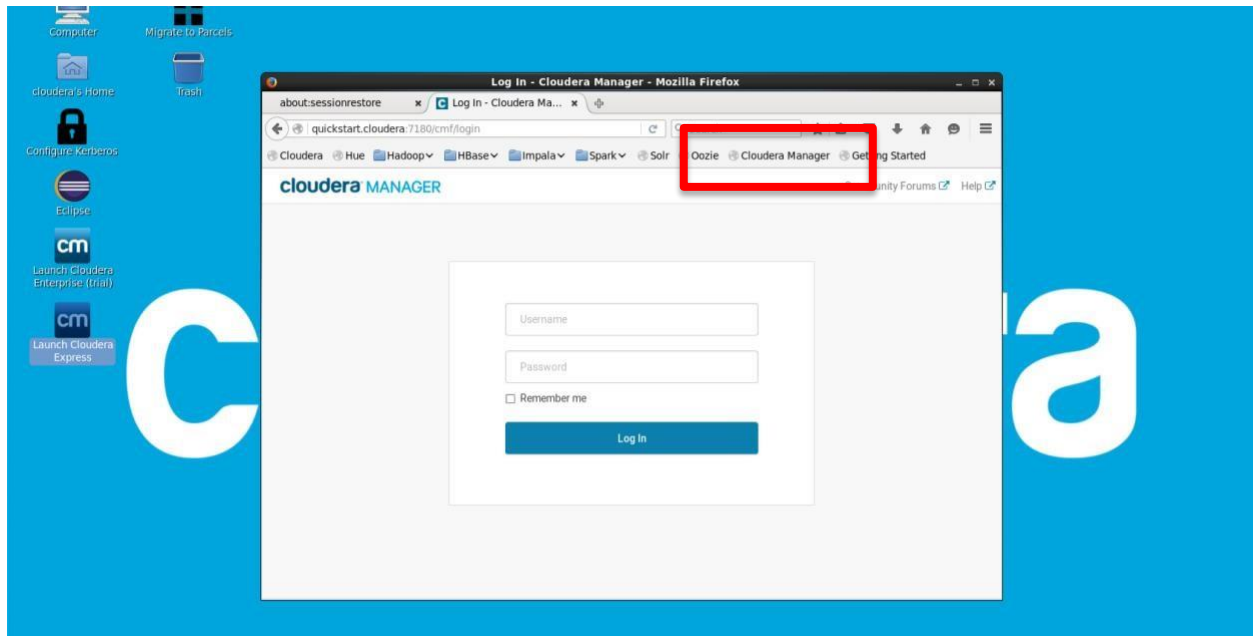 Computer
Migrate to Parcels
cloudera's Home
Trash
Configure Kerberos
Eclipse
cm
Launch Cloudera
Enterprise (trial)
cm
Launch Cloudera
Express
Log In - Cloudera Manager - Mozilla Firefox
about:sessionrestore
C Log In - Cloudera Ma...
quickstart.cloudera:7180/cmf/login
Cloudera Hue Hadoop HBase Impala Spark Solr Oozie Cloudera Manager Started
cloudera MANAGER
Forums Help
Username
Password
Remember me
Log In
c
a